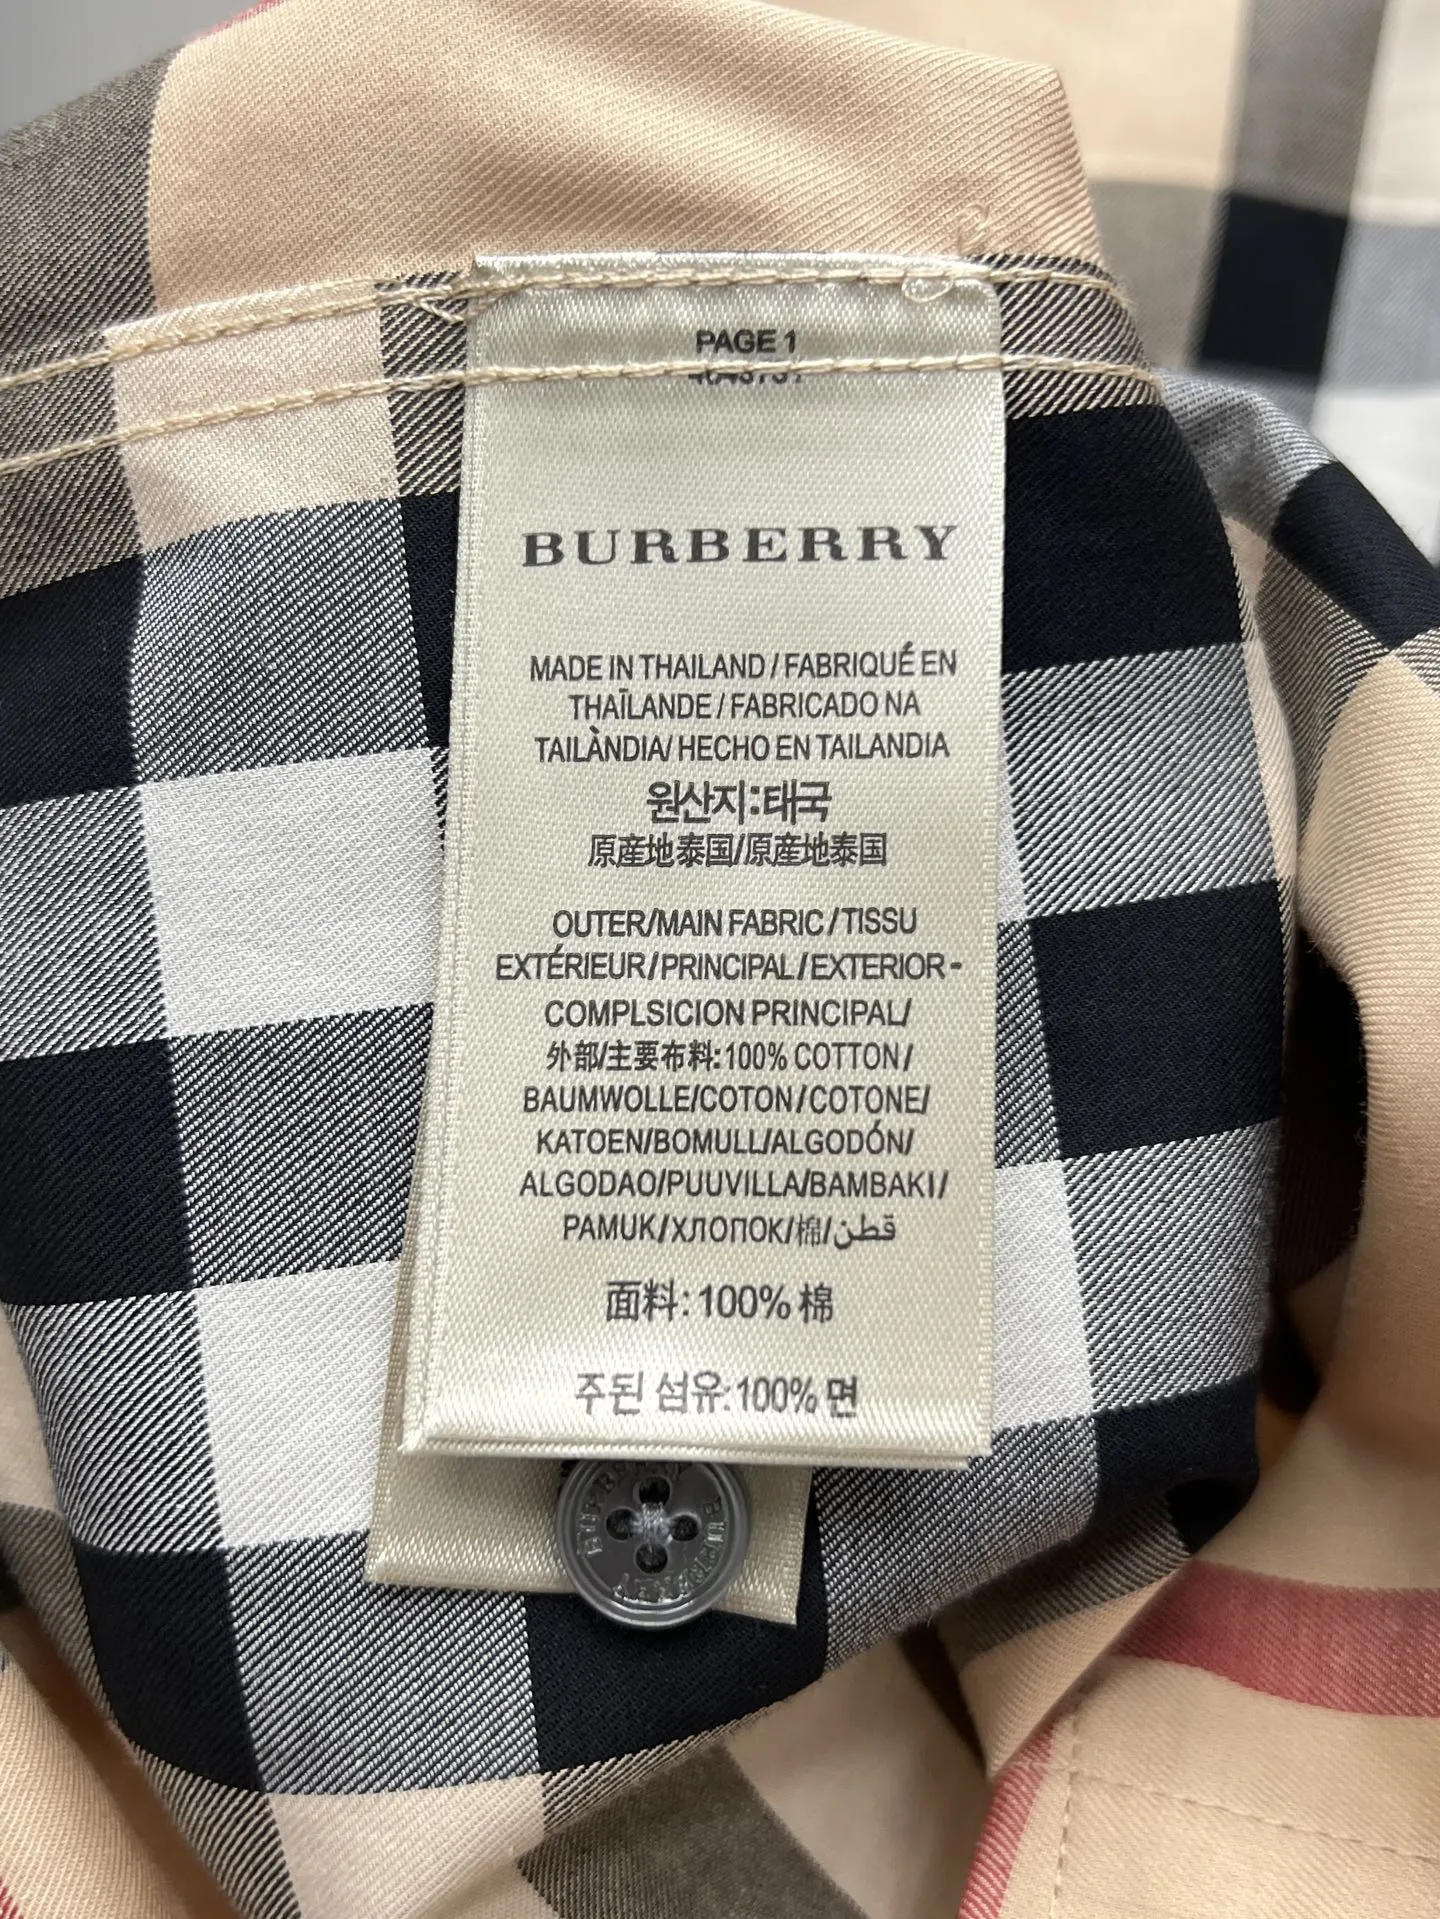 PAGE 1
BURBERRY
MADE IN THAILAND / FABRIQUÉ EN
THAÏLANDE / FABRICADO NA
TAILÀNDIA/ HECHO EN TAILANDIA
원산지:태국
原産地泰国/原産地泰国
OUTER/MAIN FABRIC / TISSU
EXTÉRIEUR/PRINCIPAL/EXTERIOR -
COMPLSICION PRINCIPAL/
外部/主要布料:100% COTTON/
BAUMWOLLE/COTON/COTONE/
KATOEN/BOMULL/ALGODÓN/
ALGODAO/PUUVILLA/BAMBAKI/
PAMUK/ХЛОПОК/棉/قطن
面料:100% 棉
주된 섬유:100% 면
BURBERRY